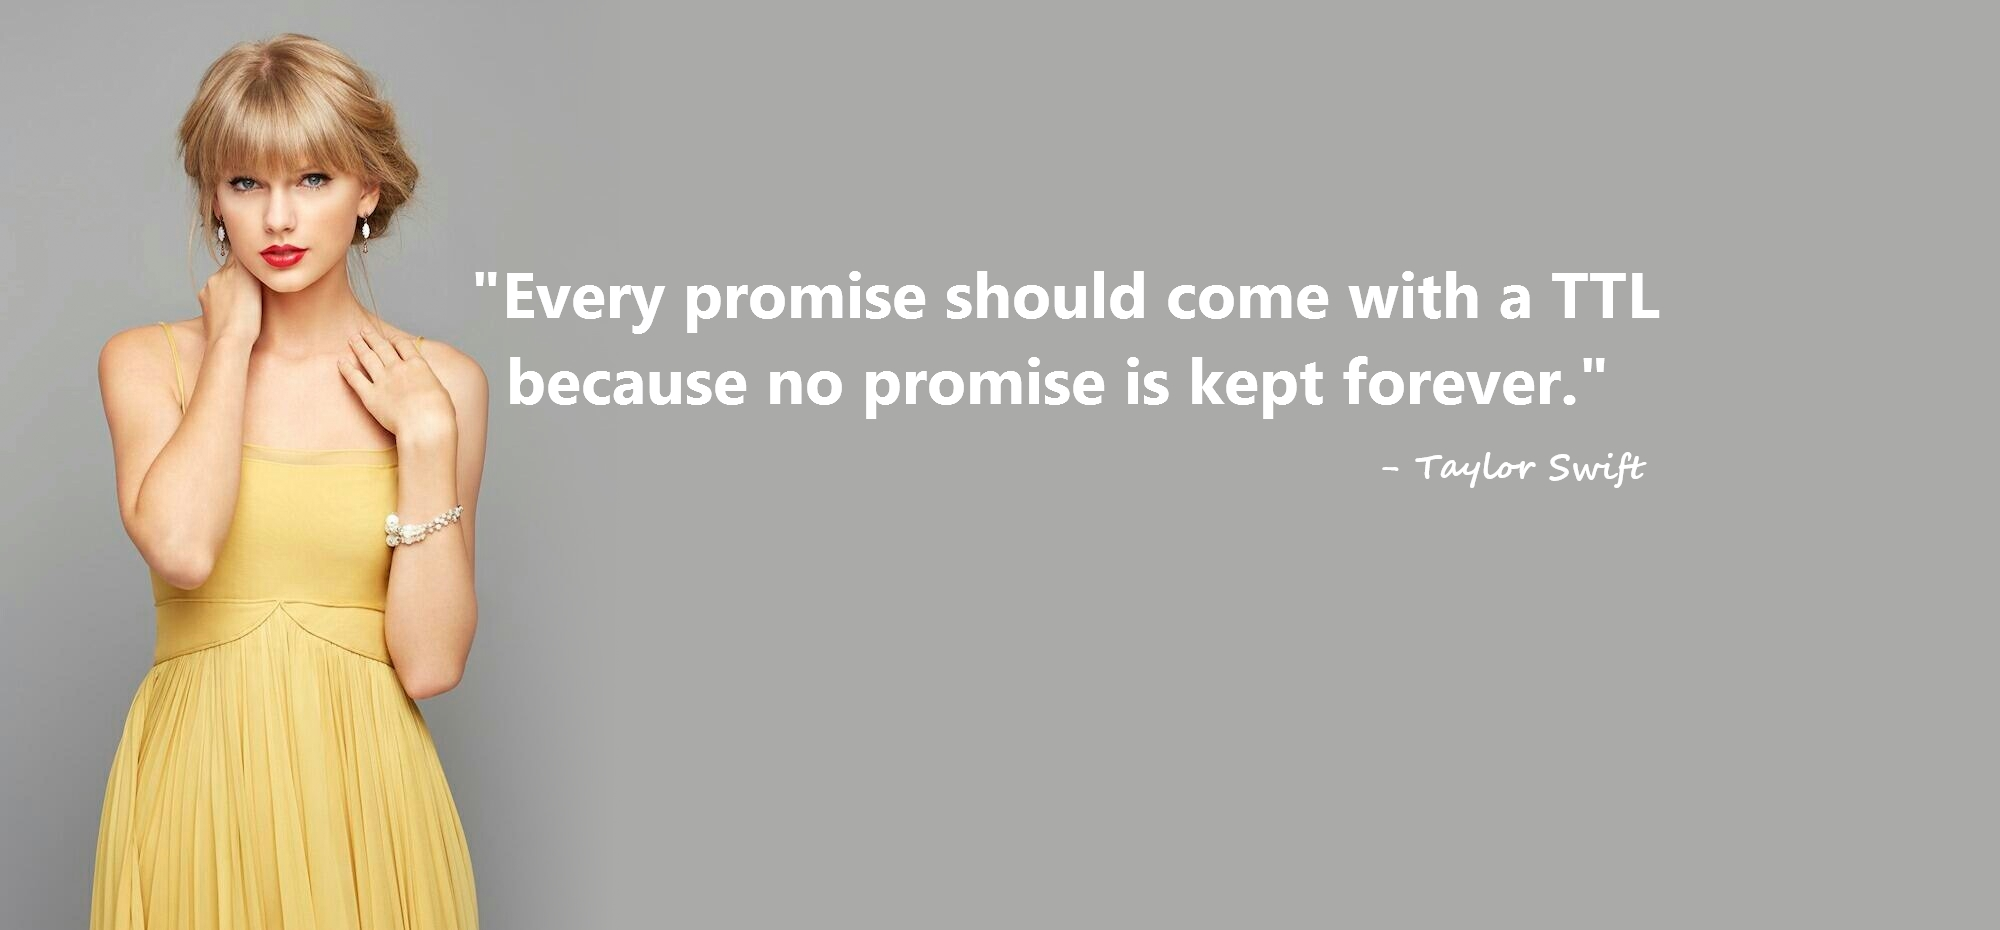 "Every promise should come with a TTL
because no promise is kept forever."
- Taylor Swift